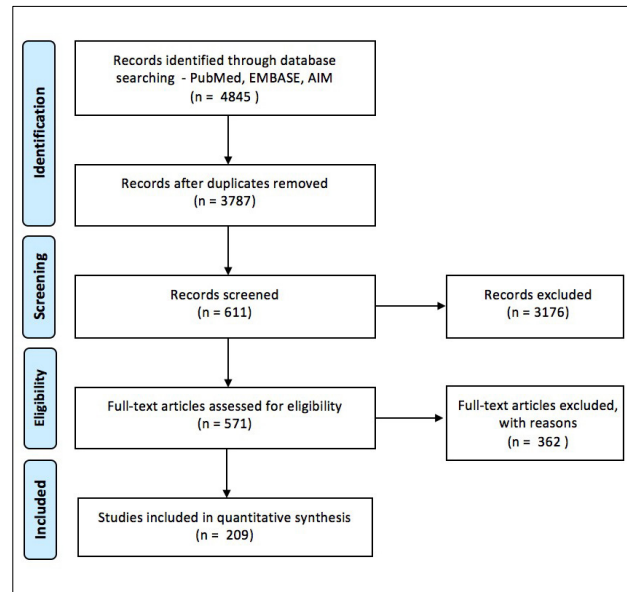 Identification
Records identified through database
searching - PubMed, EMBASE, AIM
(n = 4845 )
Records after duplicates removed
(n = 3787)
Screening
Records screened
(n = 611)
Records excluded
(n = 3176)
Eligibility
Full-text articles assessed for eligibility
(n = 571)
Full-text articles excluded,
with reasons
(n = 362 )
Included
Studies included in quantitative synthesis
(n = 209)